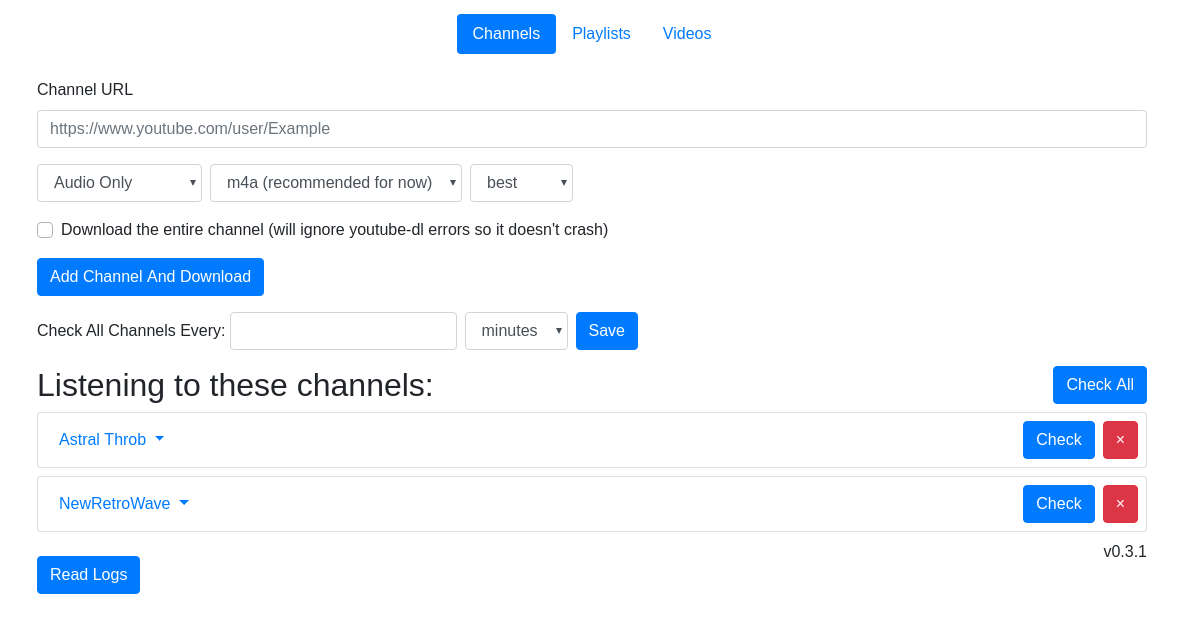 Channels Playlists Videos
Channel URL
https://www.youtube.com/user/Example
Audio Only m4a (recommended for now) best
Download the entire channel (will ignore youtube-dl errors so it doesn't crash)
Add Channel And Download
Check All Channels Every: minutes Save
Listening to these channels: Check All
Astral Throb Check ×
NewRetroWave Check ×
v0.3.1
Read Logs